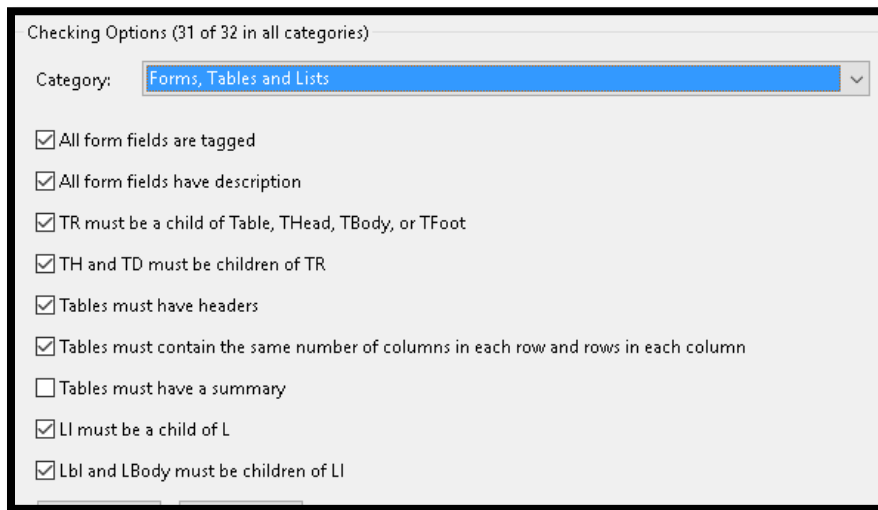 Checking Options (31 of 32 in all categories)
Category: Forms, Tables and Lists
All form fields are tagged
All form fields have description
TR must be a child of Table, THead, TBody, or TFoot
TH and TD must be children of TR
Tables must have headers
Tables must contain the same number of columns in each row and rows in each column
Tables must have a summary
LI must be a child of L
Lbl and LBody must be children of LI